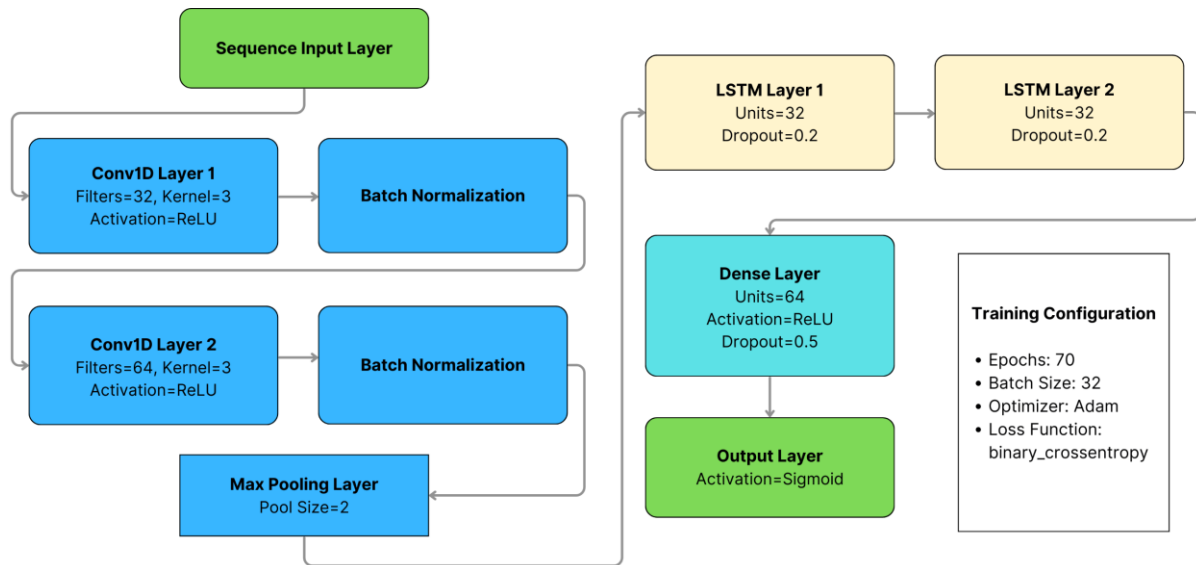 Sequence Input Layer
Conv1D Layer 1
Filters=32, Kernel=3
Activation=ReLU
Batch Normalization
Conv1D Layer 2
Filters=64, Kernel=3
Activation=ReLU
Batch Normalization
Max Pooling Layer
Pool Size=2
LSTM Layer 1
Units=32
Dropout=0.2
LSTM Layer 2
Units=32
Dropout=0.2
Dense Layer
Units=64
Activation=ReLU
Dropout=0.5
Output Layer
Activation=Sigmoid
Training Configuration
• Epochs: 70
• Batch Size: 32
• Optimizer: Adam
• Loss Function:
binary_crossentropy